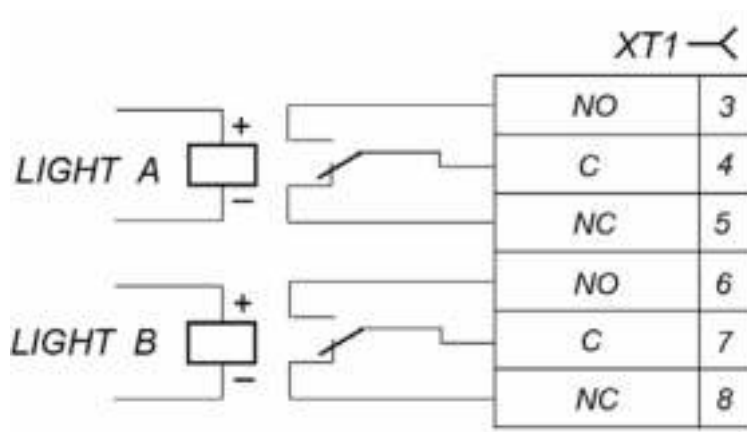 XT1
NO 3
+
LIGHT A
C 4
−
NC 5
NO 6
+
LIGHT B
C 7
−
NC 8